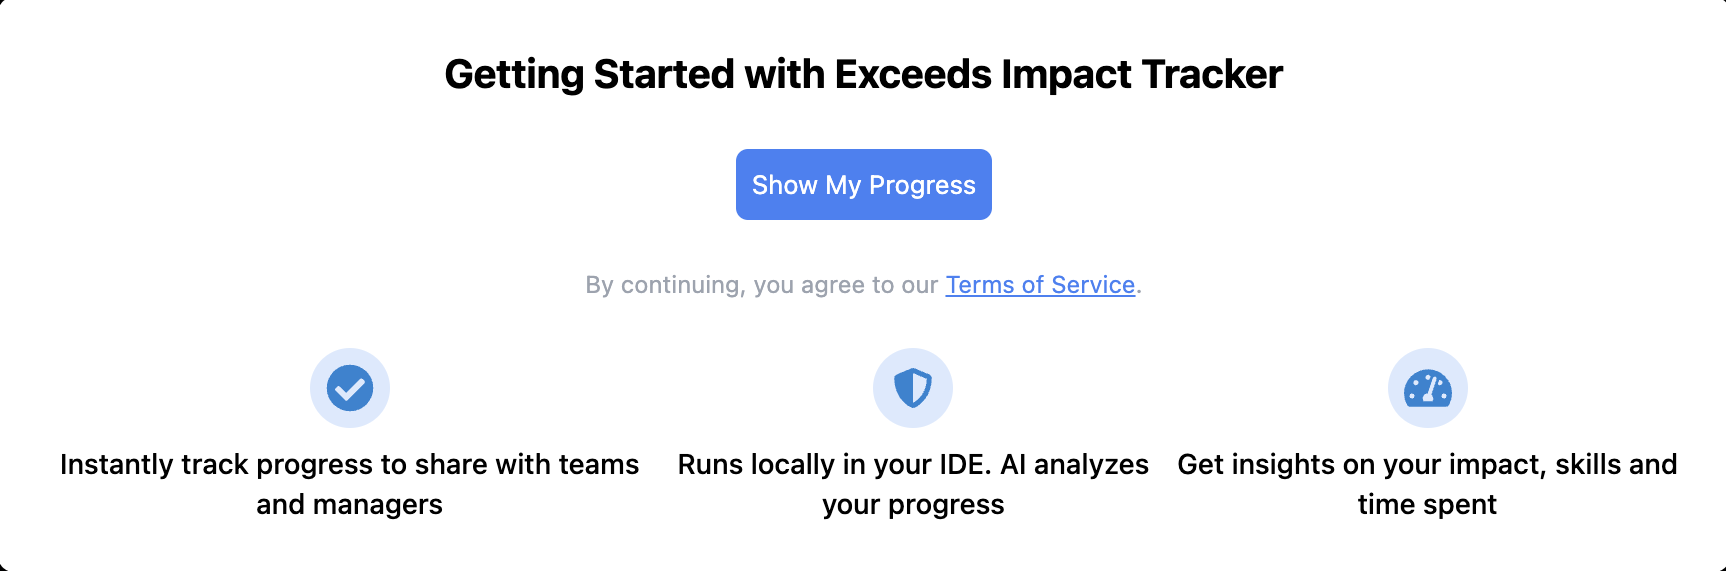 Getting Started with Exceeds Impact Tracker
Show My Progress
By continuing, you agree to our Terms of Service.
Instantly track progress to share with teams
and managers
Runs locally in your IDE. AI analyzes
your progress
Get insights on your impact, skills and
time spent